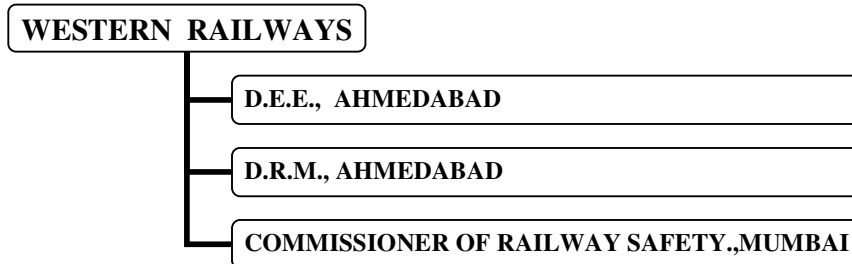 WESTERN RAILWAYS
D.E.E., AHMEDABAD
D.R.M., AHMEDABAD
COMMISSIONER OF RAILWAY SAFETY.,MUMBAI